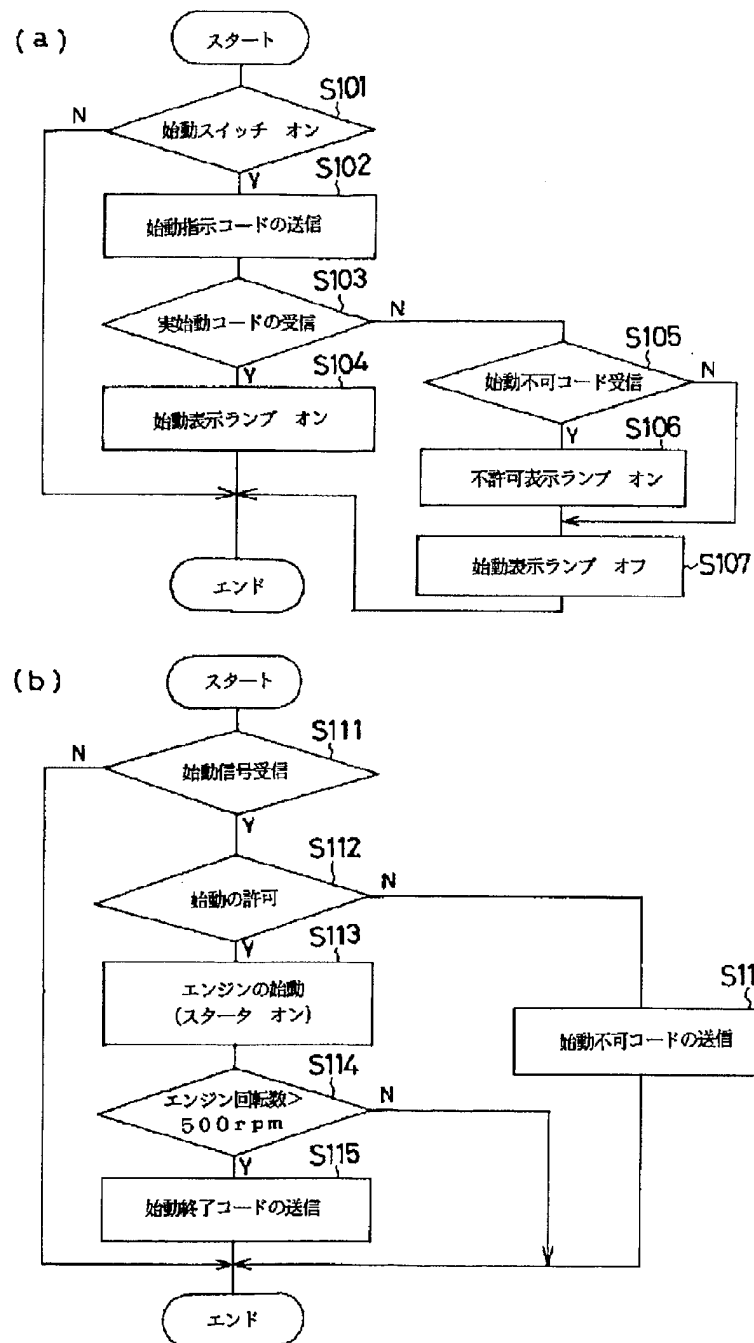 (a)
スタート
S101
N
始動スイッチ オン
Y
S102
始動指示コードの送信
S103
実始動コードの受信
N
Y
S104
始動表示ランプ オン
S105
始動不可コード受信
N
Y
S106
不許可表示ランプ オン
始動表示ランプ オフ
S107
エンド
(b)
スタート
S111
N
始動信号受信
Y
S112
始動の許可
N
Y
S113
エンジンの始動
(スタータ オン)
S11
始動不可コードの送信
S114
エンジン回転数>
500rpm
N
Y
S115
始動終了コードの送信
エンド